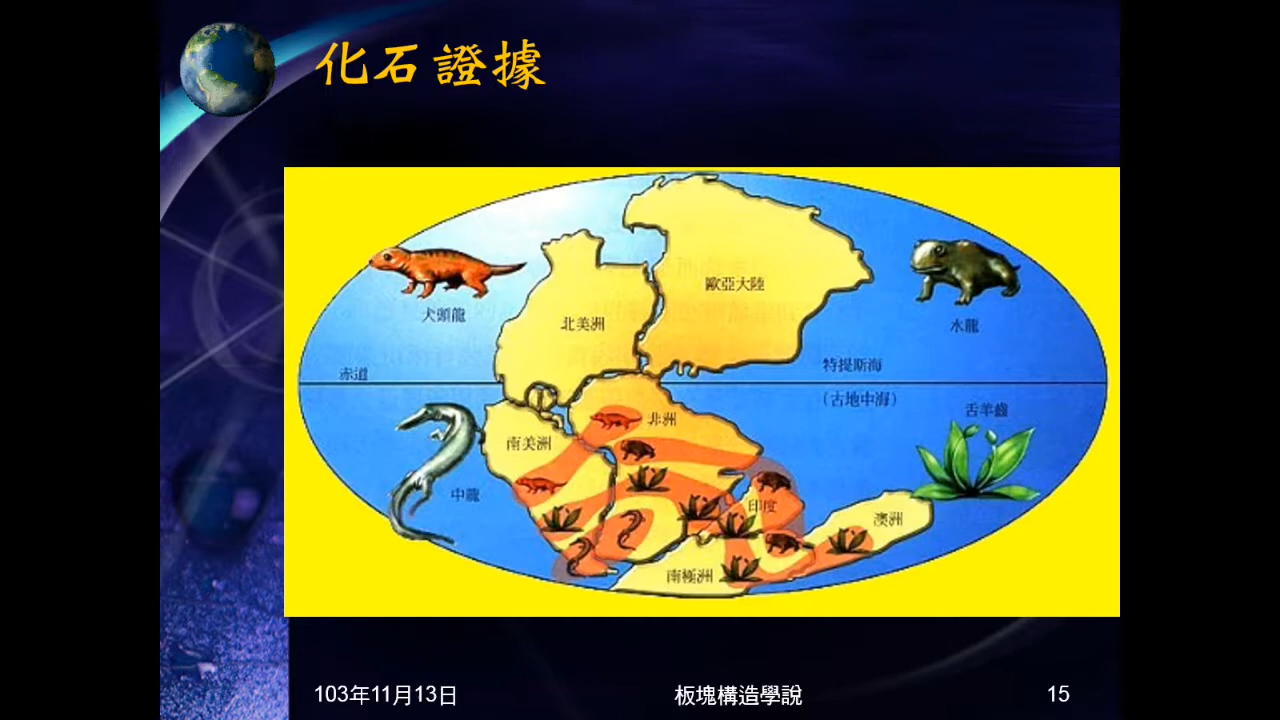 化石證據
歐亞大陸
犬頭龍
北美洲
水龍
特提斯海
赤道
(古地中海)
舌羊齒
非洲
南美洲
中龍
印度
澳洲
南極洲
103年11月13日
板塊構造學說
15